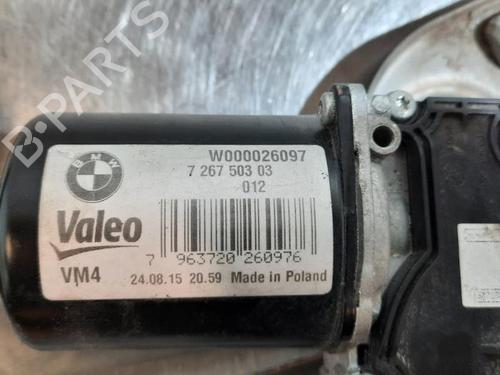 BMW
W000026097
7 267 503 03
012
Valeo
7 963720 260976
VM4
24.08.15 20.59 Made in Poland